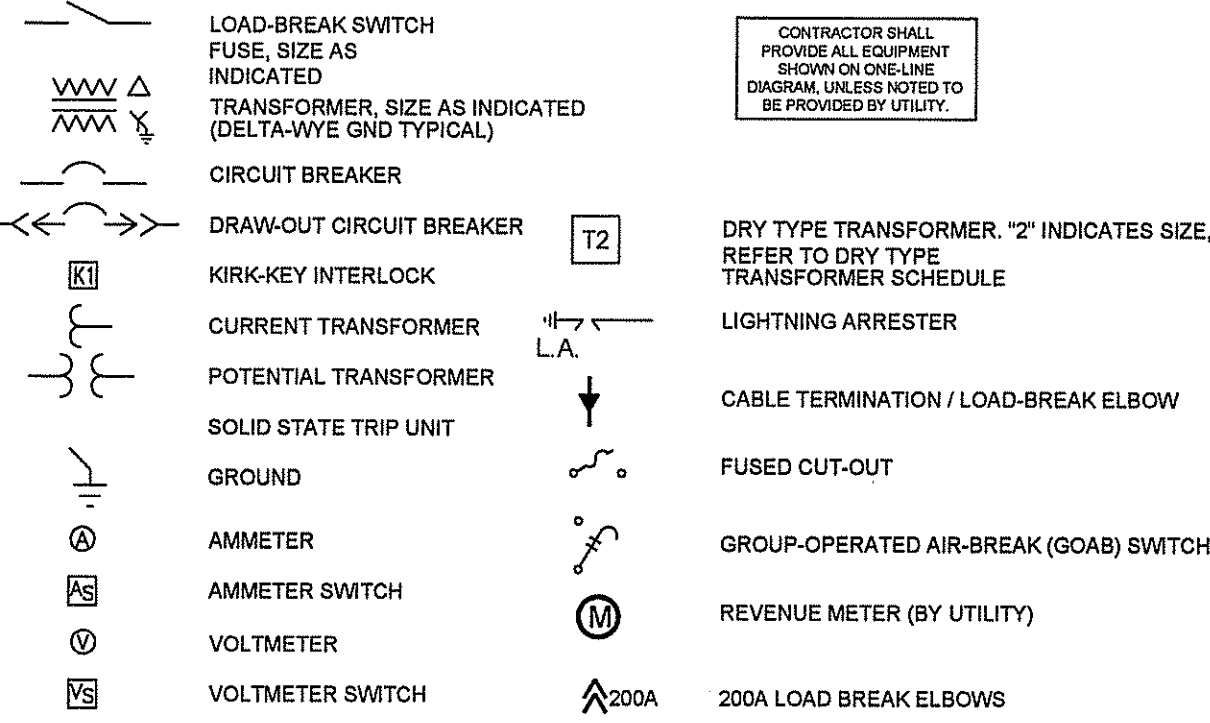 LOAD-BREAK SWITCH
FUSE, SIZE AS
INDICATED
TRANSFORMER, SIZE AS INDICATED
(DELTA-WYE GND TYPICAL)
CIRCUIT BREAKER
DRAW-OUT CIRCUIT BREAKER
K1 KIRK-KEY INTERLOCK
CURRENT TRANSFORMER
POTENTIAL TRANSFORMER
SOLID STATE TRIP UNIT
GROUND
A AMMETER
AS AMMETER SWITCH
V VOLTMETER
VS VOLTMETER SWITCH
CONTRACTOR SHALL
PROVIDE ALL EQUIPMENT
SHOWN ON ONE-LINE
DIAGRAM, UNLESS NOTED TO
BE PROVIDED BY UTILITY.
T2 DRY TYPE TRANSFORMER. "2" INDICATES SIZE,
REFER TO DRY TYPE
TRANSFORMER SCHEDULE
LIGHTNING ARRESTER
L.A.
CABLE TERMINATION / LOAD-BREAK ELBOW
FUSED CUT-OUT
GROUP-OPERATED AIR-BREAK (GOAB) SWITCH
M REVENUE METER (BY UTILITY)
200A 200A LOAD BREAK ELBOWS